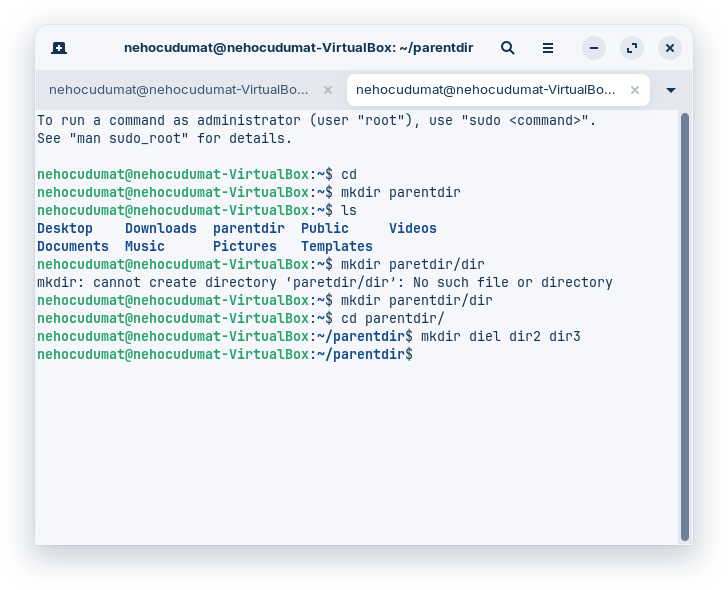 nehocudumat@nehocudumat-VirtualBox: ~/parentdir
nehocudumat@nehocudumat-VirtualBo...
nehocudumat@nehocudumat-VirtualBo...
To run a command as administrator (user "root"), use "sudo <command>".
See "man sudo_root" for details.
nehocudumat@nehocudumat-VirtualBox:~$ cd
nehocudumat@nehocudumat-VirtualBox:~$ mkdir parentdir
nehocudumat@nehocudumat-VirtualBox:~$ ls
Desktop    Downloads  parentdir  Public     Videos
Documents  Music      Pictures   Templates
nehocudumat@nehocudumat-VirtualBox:~$ mkdir paretdir/dir
mkdir: cannot create directory ‘paretdir/dir’: No such file or directory
nehocudumat@nehocudumat-VirtualBox:~$ mkdir parentdir/dir
nehocudumat@nehocudumat-VirtualBox:~$ cd parentdir/
nehocudumat@nehocudumat-VirtualBox:~/parentdir$ mkdir diel dir2 dir3
nehocudumat@nehocudumat-VirtualBox:~/parentdir$